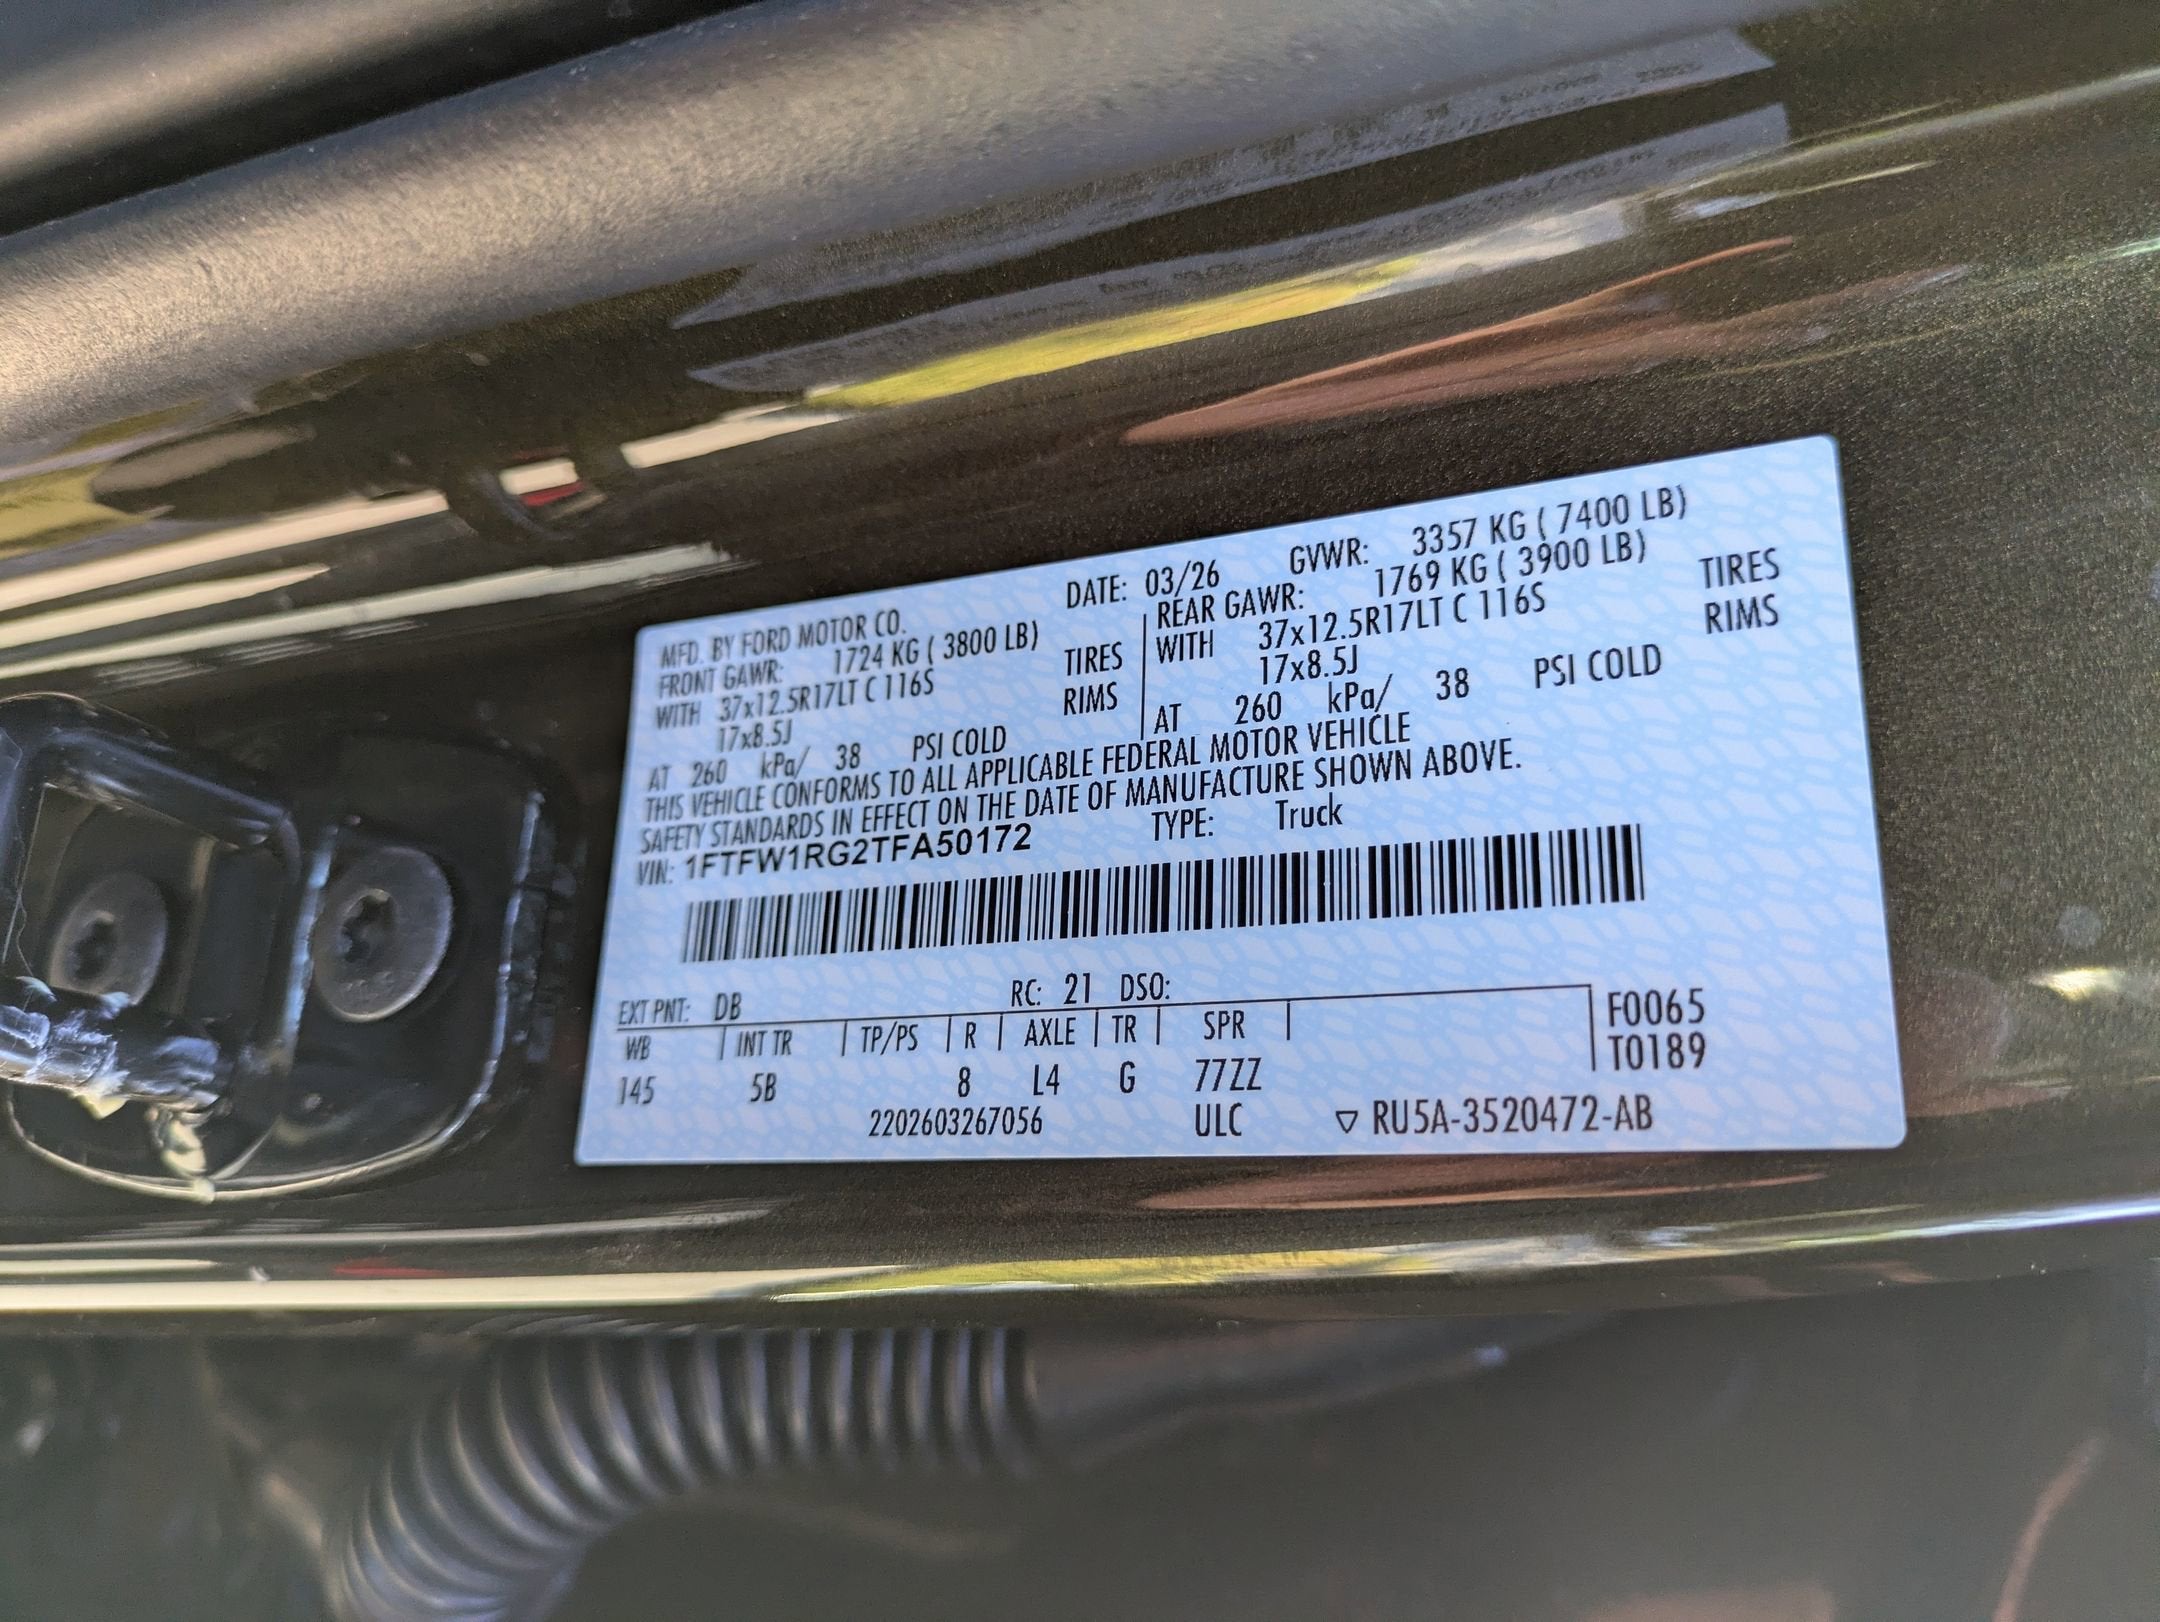 MFD. BY FORD MOTOR CO. DATE: 03/26 GVWR: 3357 KG ( 7400 LB)
FRONT GAWR: 1724 KG ( 3800 LB) REAR GAWR: 1769 KG ( 3900 LB)
WITH 37x12.5R17LT C 116S TIRES WITH 37x12.5R17LT C 116S TIRES
17x8.5J RIMS 17x8.5J RIMS
AT 260 kPa/ 38 PSI COLD AT 260 kPa/ 38 PSI COLD
THIS VEHICLE CONFORMS TO ALL APPLICABLE FEDERAL MOTOR VEHICLE
SAFETY STANDARDS IN EFFECT ON THE DATE OF MANUFACTURE SHOWN ABOVE.
VIN: 1FTFW1RG2TFA50172 TYPE: Truck
EXT PNT: DB RC: 21 DSO:
WB INT TR TP/PS R AXLE TR SPR F0065
145 5B 8 L4 G 77ZZ T0189
2202603267056 ULC ▽ RU5A-3520472-AB